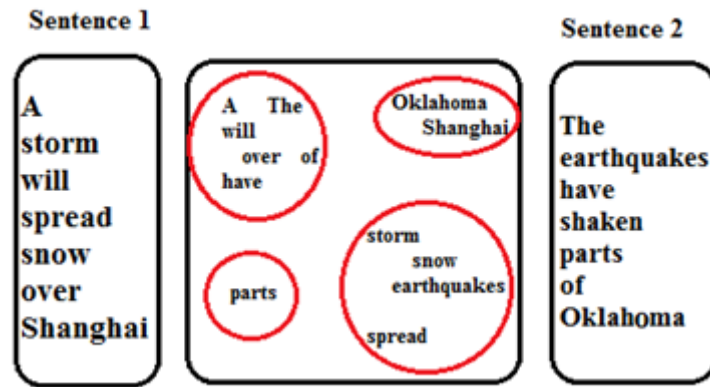 Sentence 1
Sentence 2
A
storm
will
spread
snow
over
Shanghai
A The
will
over of
have
Oklahoma
Shanghai
parts
storm
snow
earthquakes
spread
The
earthquakes
have
shaken
parts
of
Oklahoma